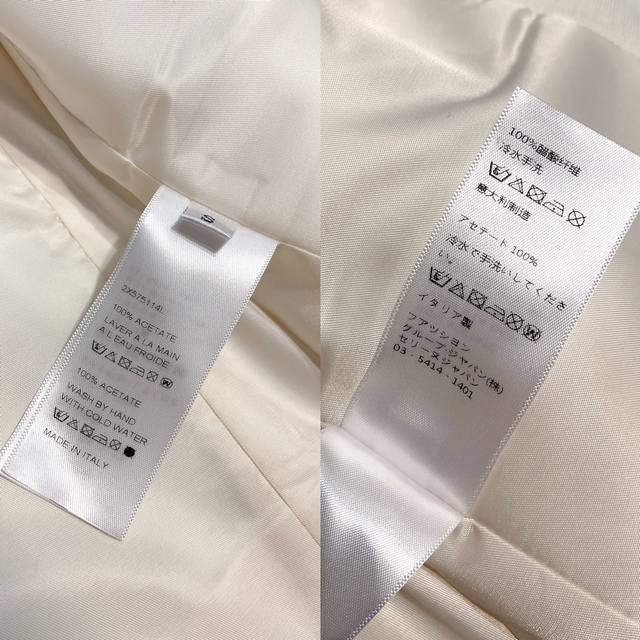 S
2X575114L
100% ACETATE
LAVER À LA MAIN
A L'EAU FROIDE
100% ACETATE
WASH BY HAND
WITH COLD WATER
MADE IN ITALY
100%醋酸纤维
冷水手洗
意大利制造
アセテート 100%
冷水で手洗いしてくださ
い。
イタリア製
ファッション
グループジャパン(株)
セリーヌジャパン
03-5414-1401